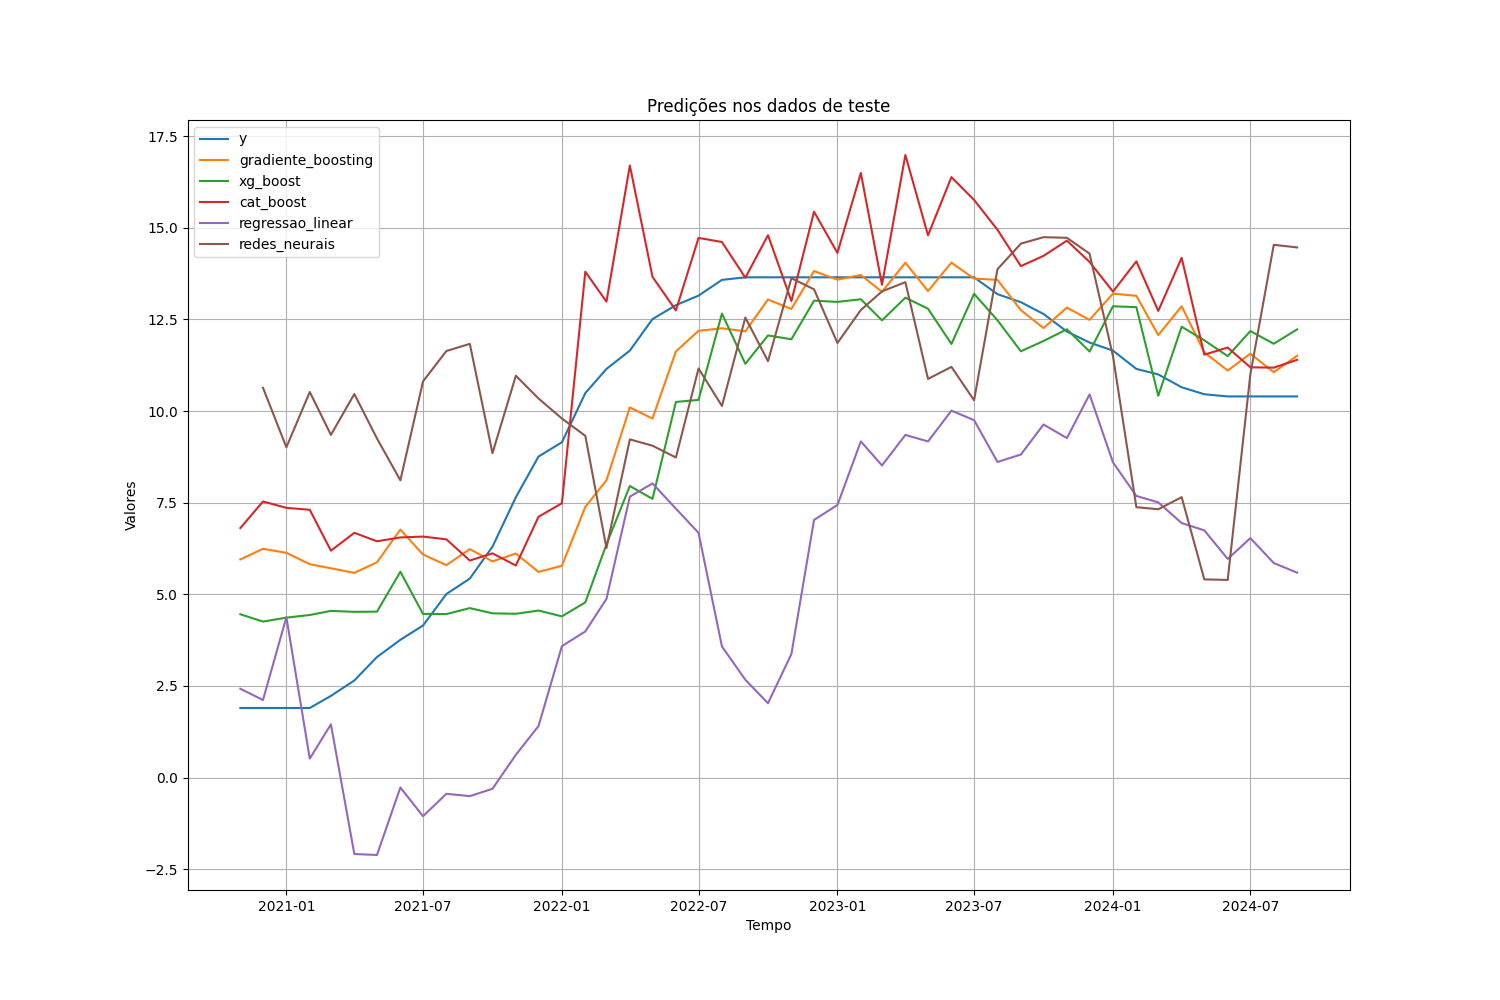 Predições nos dados de teste
y
gradiente_boosting
xg_boost
cat_boost
regressao_linear
redes_neurais
17.5
15.0
12.5
10.0
7.5
5.0
2.5
0.0
−2.5
Valores
2021-01 2021-07 2022-01 2022-07 2023-01 2023-07 2024-01 2024-07
Tempo